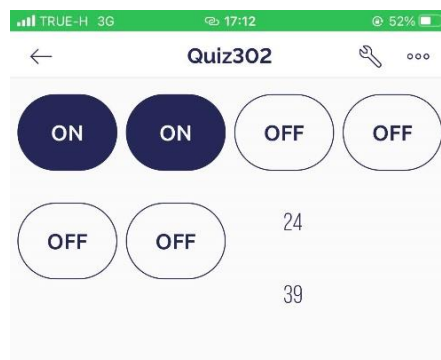 TRUE-H 3G 17:12 52%
Quiz302
ON ON OFF OFF
OFF OFF 24
39